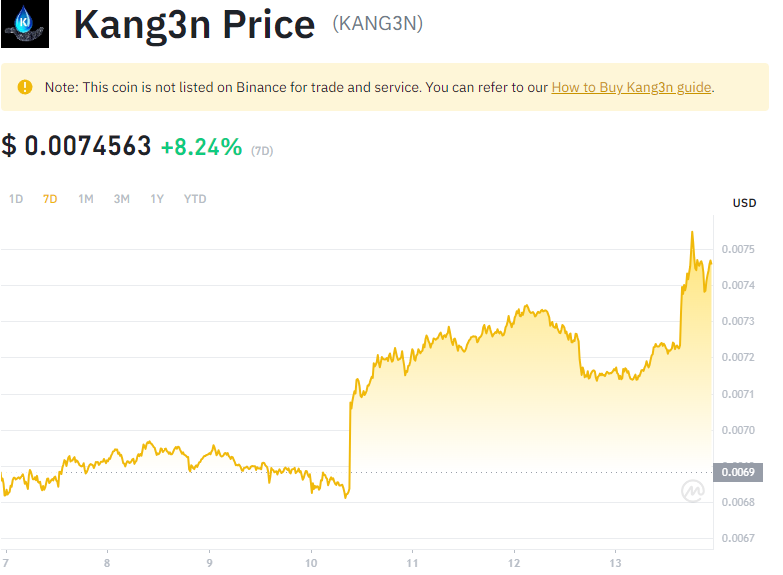 Kang3n Price (KANG3N)
Note: This coin is not listed on Binance for trade and service. You can refer to our How to Buy Kang3n guide.
$ 0.0074563 +8.24% (7D)
1D 7D 1M 3M 1Y YTD
USD
0.0075
0.0074
0.0073
0.0072
0.0071
0.0070
0.0069
0.0068
0.0067
7 8 9 10 11 12 13